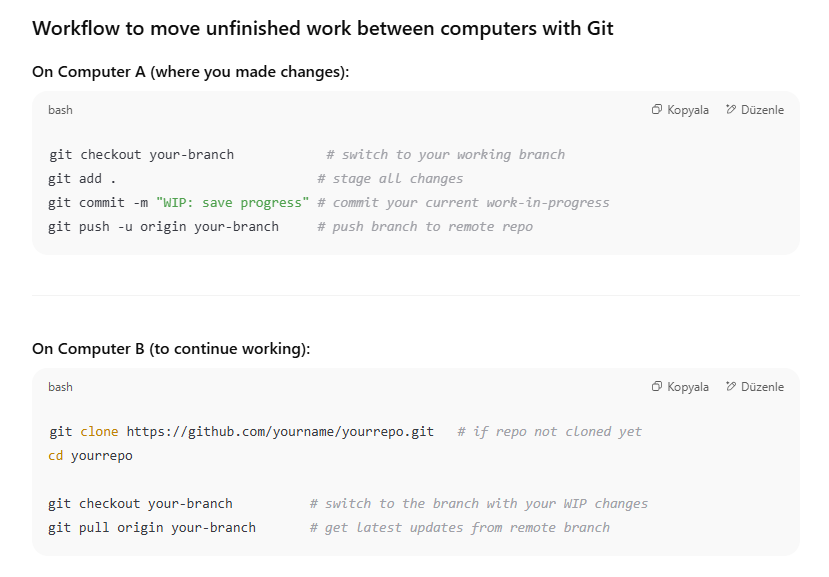 Workflow to move unfinished work between computers with Git
On Computer A (where you made changes):
bash Kopyala Düzenle
git checkout your-branch # switch to your working branch
git add . # stage all changes
git commit -m "WIP: save progress" # commit your current work-in-progress
git push -u origin your-branch # push branch to remote repo
On Computer B (to continue working):
bash Kopyala Düzenle
git clone https://github.com/yourname/yourrepo.git # if repo not cloned yet
cd yourrepo
git checkout your-branch # switch to the branch with your WIP changes
git pull origin your-branch # get latest updates from remote branch